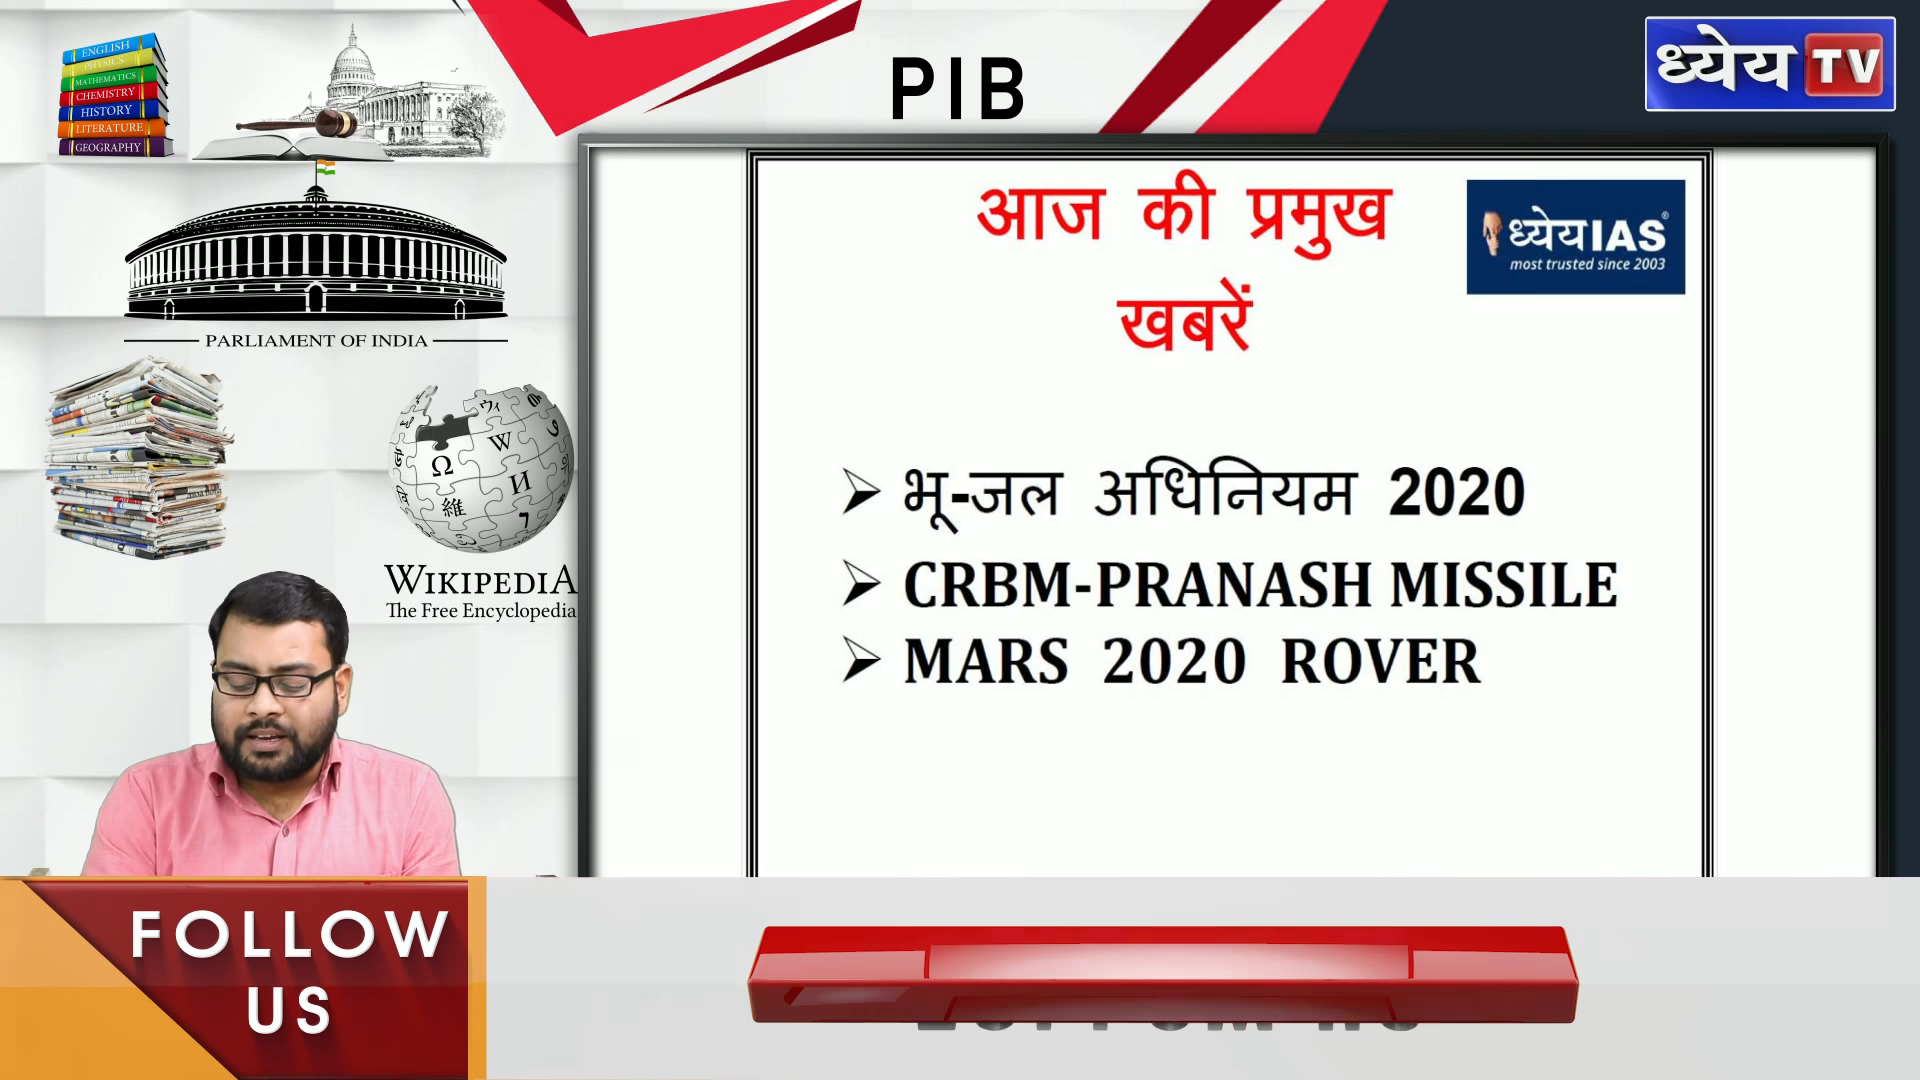 ENGLISH
PHYSICS
MATHEMATICS
CHEMISTRY
HISTORY
LITERATURE
GEOGRAPHY
PIB
ध्येय TV
PARLIAMENT OF INDIA
आज की प्रमुख
खबरें
ध्येयIAS®
most trusted since 2003
Ω
W
И
維
WIKIPEDIA
The Free Encyclopedia
➢ भू-जल अधिनियम 2020
➢ CRBM-PRANASH MISSILE
➢ MARS 2020 ROVER
FOLLOW
US